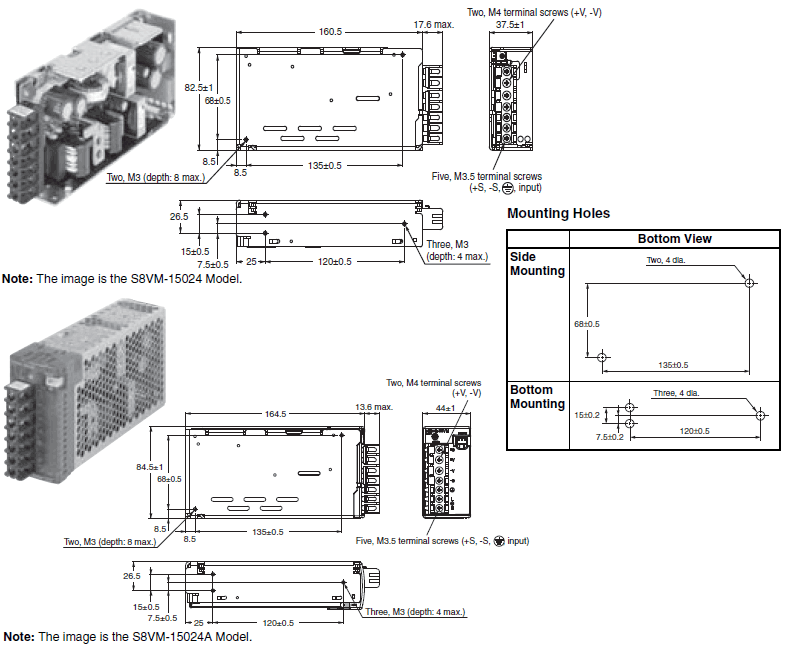 Two, M4 terminal screws (+V, -V)
160.5
17.6 max.
37.5±1
82.5±1
68±0.5
8.5
8.5
135±0.5
Two, M3 (depth: 8 max.)
Five, M3.5 terminal screws
(+S, -S, , input)
26.5
15±0.5
7.5±0.5
25
120±0.5
Three, M3
(depth: 4 max.)
Note: The image is the S8VM-15024 Model.
Mounting Holes
Bottom View
Side
Mounting
Two, 4 dia.
68±0.5
135±0.5
Bottom
Mounting
Three, 4 dia.
15±0.2
7.5±0.2
120±0.5
Two, M4 terminal screws
(+V, -V)
164.5
13.6 max.
44±1
84.5±1
68±0.5
8.5
8.5
135±0.5
Two, M3 (depth: 8 max.)
Five, M3.5 terminal screws (+S, -S, input)
26.5
15±0.5
7.5±0.5
25
120±0.5
Three, M3 (depth: 4 max.)
Note: The image is the S8VM-15024A Model.